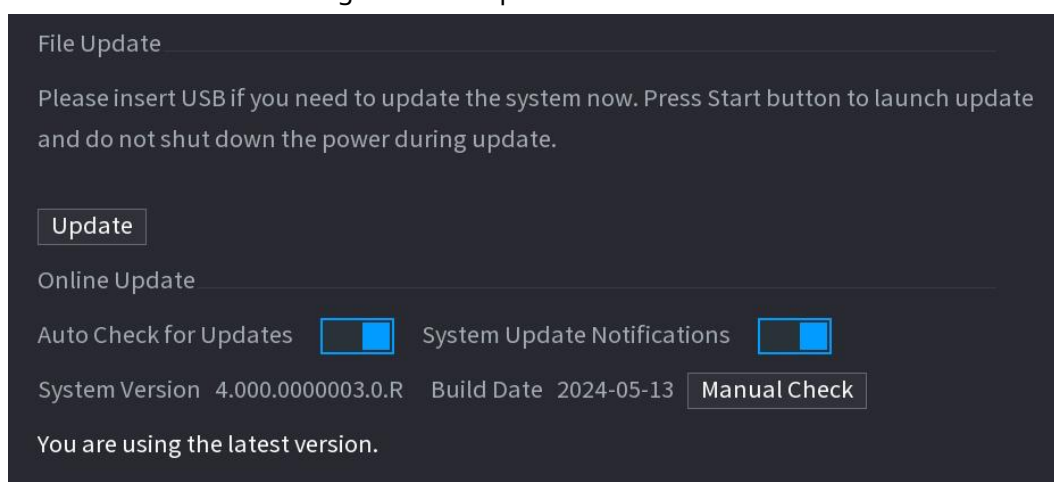 File Update
Please insert USB if you need to update the system now. Press Start button to launch update
and do not shut down the power during update.
Update
Online Update
Auto Check for Updates System Update Notifications
System Version 4.000.0000003.0.R Build Date 2024-05-13 Manual Check
You are using the latest version.